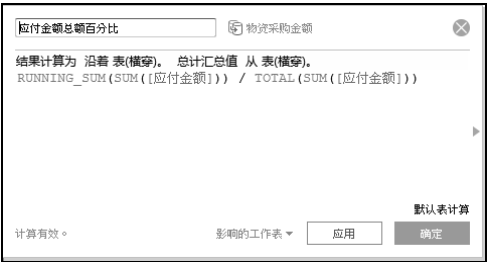 应付金额总额百分比 物资采购金额
结果计算为 沿着 表(横穿)。 总计汇总值 从 表(横穿)。
RUNNING_SUM(SUM([应付金额])) / TOTAL(SUM([应付金额]))
默认表计算
计算有效。 影响的工作表 应用 确定